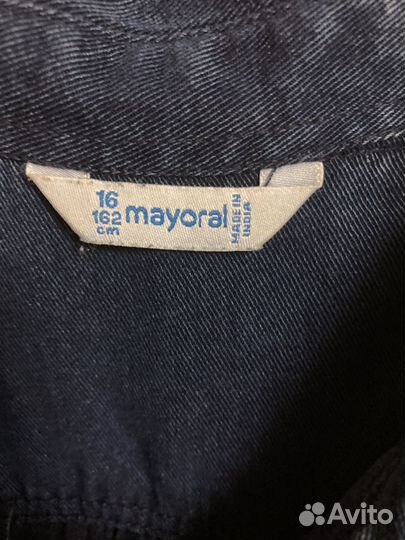 16
162
cm
mayoral
MADE IN
INDIA
Avito